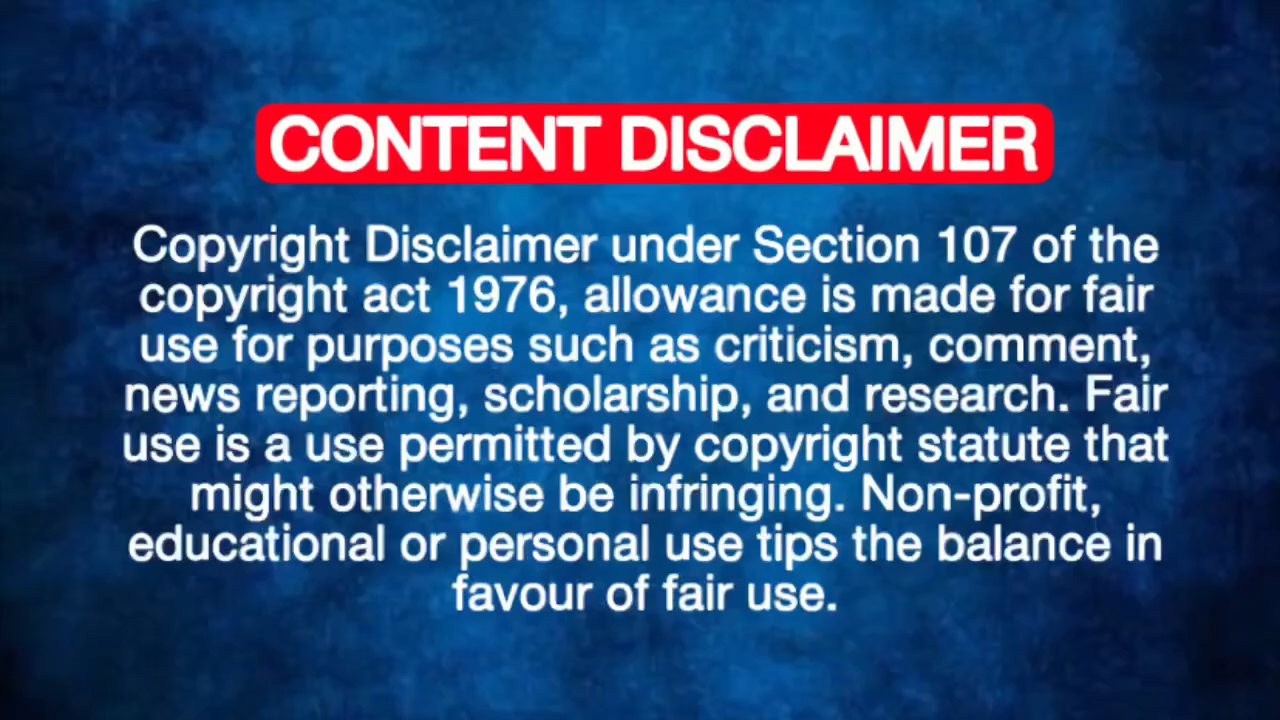 CONTENT DISCLAIMER
Copyright Disclaimer under Section 107 of the
copyright act 1976, allowance is made for fair
use for purposes such as criticism, comment,
news reporting, scholarship, and research. Fair
use is a use permitted by copyright statute that
might otherwise be infringing. Non-profit,
educational or personal use tips the balance in
favour of fair use.